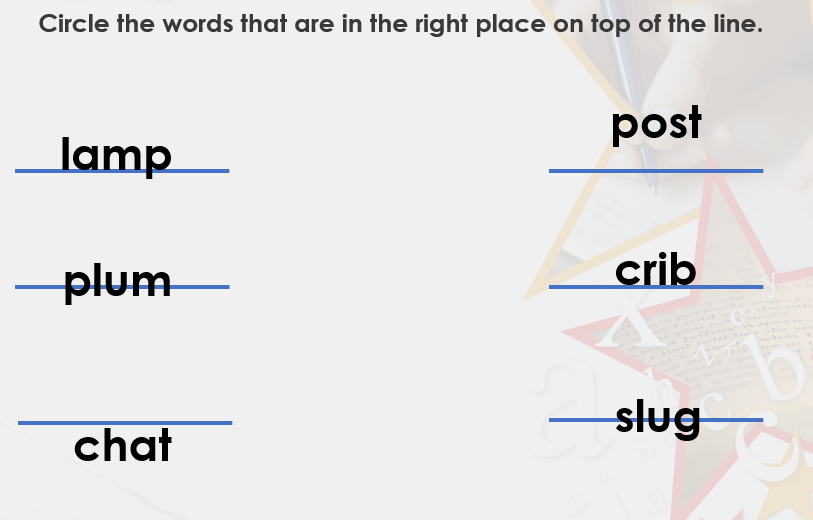 Circle the words that are in the right place on top of the line.
lamp
post
plum
crib
chat
slug